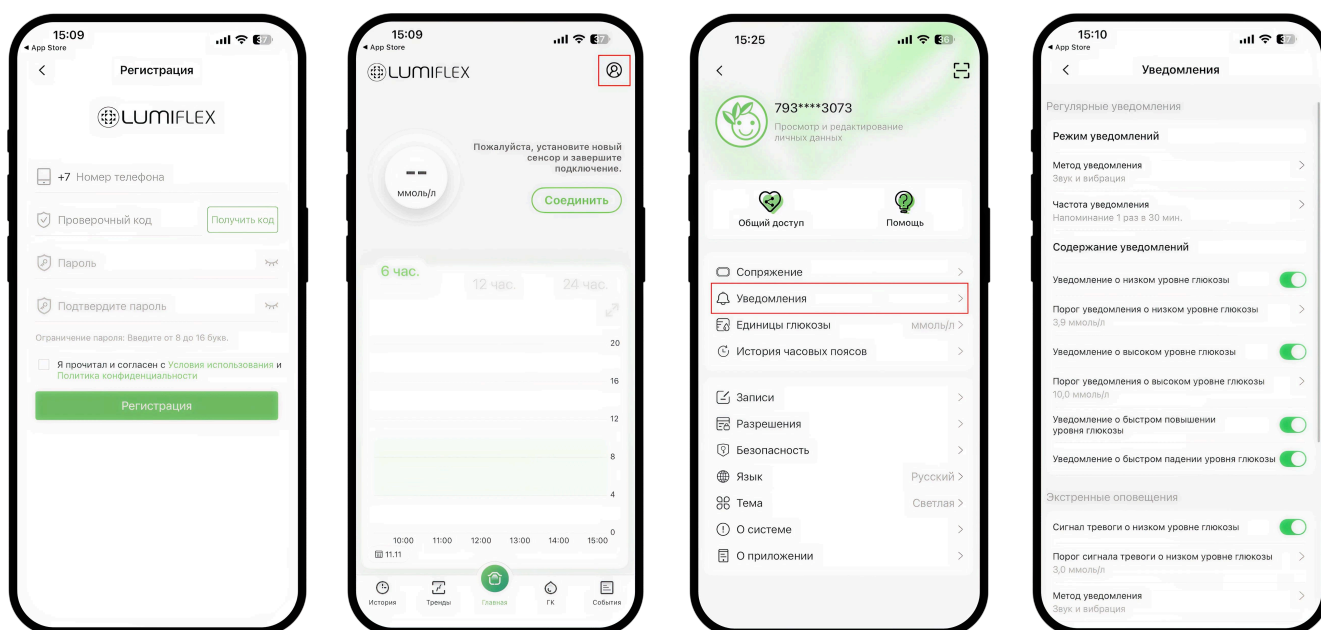 15:09
◀ App Store
37
Регистрация
LUMIFLEX
+7 Номер телефона
Проверочный код
Получить код
Пароль
Подтвердите пароль
Ограничение пароля: Введите от 8 до 16 букв.
Я прочитал и согласен с Условия использования и
Политика конфиденциальности
Регистрация
15:09
◀ App Store
37
LUMIFLEX
Пожалуйста, установите новый
сенсор и завершите
подключение.
--
ммоль/л
Соединить
6 час.
12 час.
24 час.
20
16
12
8
4
0
10:00 11:00 12:00 13:00 14:00 15:00
11.11
История Тренды Главная ГК События
15:25
36
793****3073
Просмотр и редактирование
личных данных
Общий доступ
Помощь
Сопряжение
Уведомления
Единицы глюкозы ммоль/л
История часовых поясов
Записи
Разрешения
Безопасность
Язык Русский
Тема Светлая
О системе
О приложении
15:10
◀ App Store
37
Уведомления
Регулярные уведомления
Режим уведомлений
Метод уведомления
Звук и вибрация
Частота уведомления
Напоминание 1 раз в 30 мин.
Содержание уведомлений
Уведомление о низком уровне глюкозы
Порог уведомления о низком уровне глюкозы
3,9 ммоль/л
Уведомление о высоком уровне глюкозы
Порог уведомления о высоком уровне глюкозы
10,0 ммоль/л
Уведомление о быстром повышении
уровня глюкозы
Уведомление о быстром падении уровня глюкозы
Экстренные оповещения
Сигнал тревоги о низком уровне глюкозы
Порог сигнала тревоги о низком уровне глюкозы
3,0 ммоль/л
Метод уведомления
Звук и вибрация